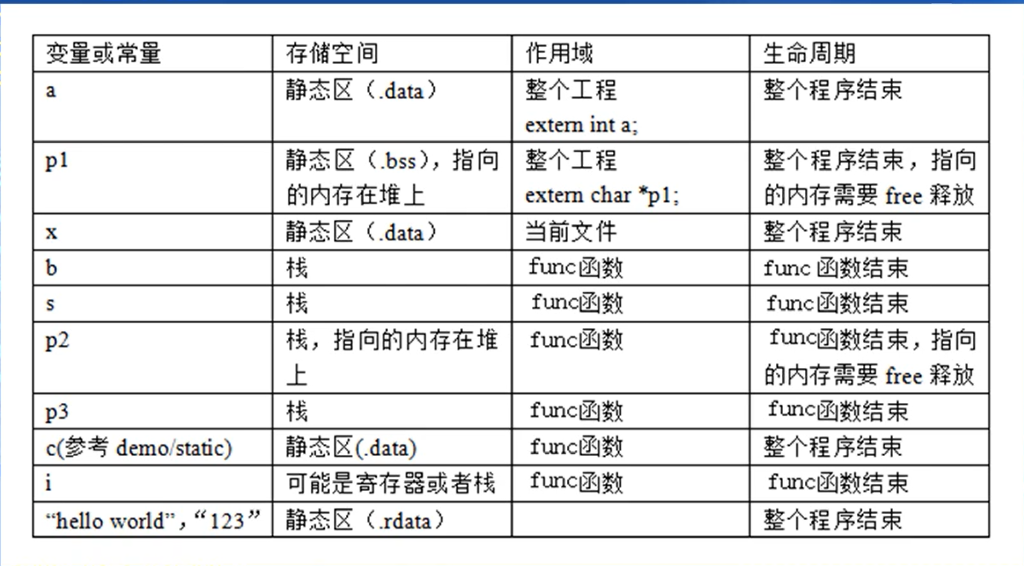 变量或常量 存储空间 作用域 生命周期
a 静态区（.data） 整个工程 整个程序结束
extern int a;
p1 静态区（.bss），指向 整个工程 整个程序结束，指向
的内存在堆上 extern char *p1; 的内存需要 free 释放
x 静态区（.data） 当前文件 整个程序结束
b 栈 func函数 func 函数结束
s 栈 func函数 func函数结束
p2 栈，指向的内存在堆 func函数 func函数结束，指向
上 的内存需要 free 释放
p3 栈 func函数 func函数结束
c(参考 demo/static) 静态区(.data) func函数 整个程序结束
i 可能是寄存器或者栈 func函数 func函数结束
“hello world”，“123” 静态区（.rdata） 整个程序结束